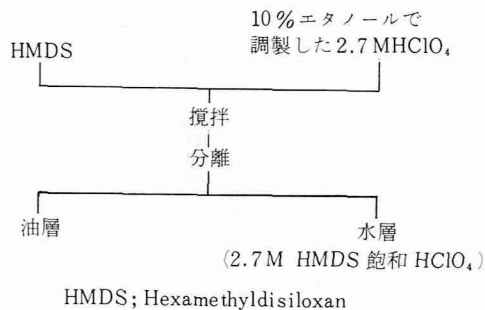 10%エタノールで
調製した2.7MHClO₄
HMDS
攪拌
分離
油層
水層
(2.7M HMDS 飽和 HClO₄)
HMDS; Hexamethyldisiloxan